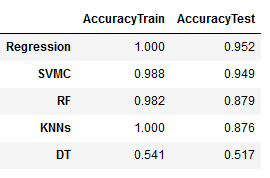 AccuracyTrain AccuracyTest
Regression 1.000 0.952
SVMC 0.988 0.949
RF 0.982 0.879
KNNs 1.000 0.876
DT 0.541 0.517